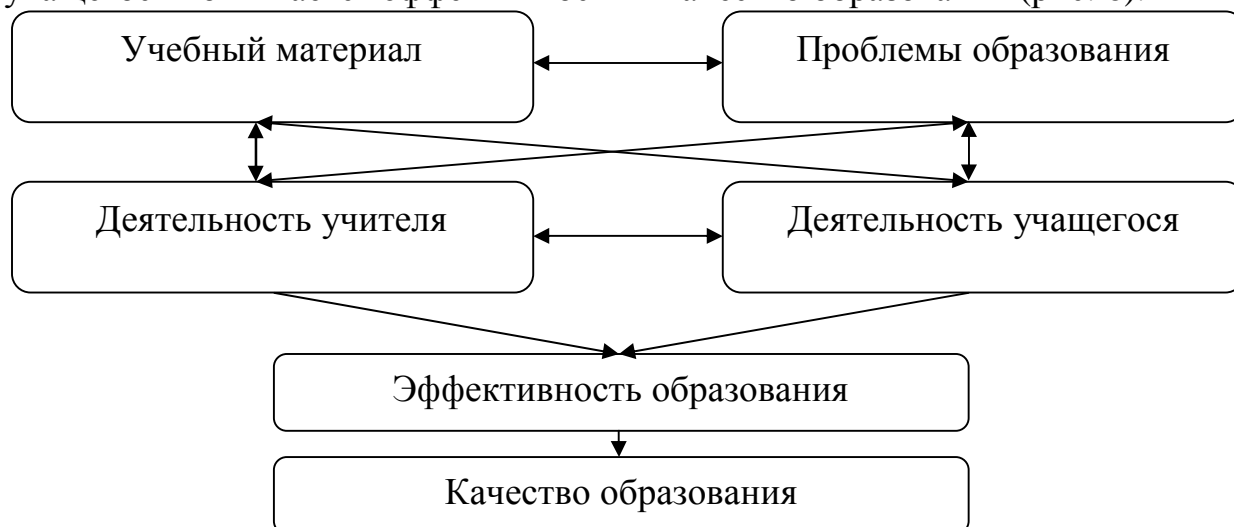 Учебный материал
Проблемы образования
Деятельность учителя
Деятельность учащегося
Эффективность образования
Качество образования